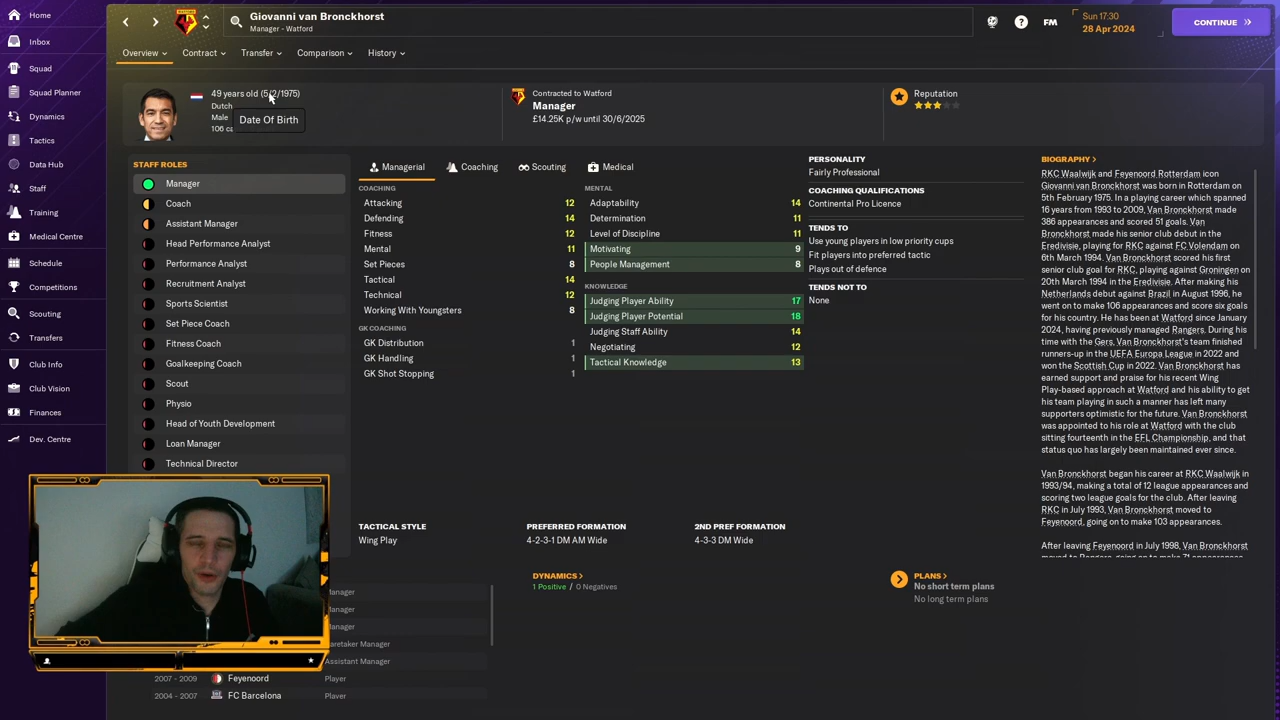 Home
Inbox
Squad
Squad Planner
Dynamics
Tactics
Data Hub
Staff
Training
Medical Centre
Schedule
Competitions
Scouting
Transfers
Club Info
Club Vision
Finances
Dev. Centre
Giovanni van Bronckhorst
Manager - Watford
FM
Sun 17:30
28 Apr 2024
CONTINUE
Overview
Contract
Transfer
Comparison
History
49 years old (5/2/1975)
Dutch
Male
106 c
Date Of Birth
Contracted to Watford
Manager
£14.25K p/w until 30/6/2025
Reputation
STAFF ROLES
Manager
Coach
Assistant Manager
Head Performance Analyst
Performance Analyst
Recruitment Analyst
Sports Scientist
Set Piece Coach
Fitness Coach
Goalkeeping Coach
Scout
Physio
Head of Youth Development
Loan Manager
Technical Director
Managerial
Coaching
Scouting
Medical
COACHING
Attacking 12
Defending 14
Fitness 12
Mental 11
Set Pieces 8
Tactical 14
Technical 12
Working With Youngsters 8
GK COACHING
GK Distribution 1
GK Handling 1
GK Shot Stopping 1
MENTAL
Adaptability 14
Determination 11
Level of Discipline 11
Motivating 9
People Management 8
KNOWLEDGE
Judging Player Ability 17
Judging Player Potential 18
Judging Staff Ability 14
Negotiating 12
Tactical Knowledge 13
PERSONALITY
Fairly Professional
COACHING QUALIFICATIONS
Continental Pro Licence
TENDS TO
Use young players in low priority cups
Fit players into preferred tactic
Plays out of defence
TENDS NOT TO
None
BIOGRAPHY >
RKC Waalwijk and Feyenoord Rotterdam icon
Giovanni van Bronckhorst was born in Rotterdam on
5th February 1975. In a playing career which spanned
16 years from 1993 to 2009, Van Bronckhorst made
386 appearances and scored 51 goals. Van
Bronckhorst made his senior club debut in the
Eredivisie, playing for RKC against FC Volendam on
6th March 1994. Van Bronckhorst scored his first
senior club goal for RKC, playing against Groningen on
20th March 1994 in the Eredivisie. After making his
Netherlands debut against Brazil in August 1996, he
went on to make 106 appearances and score six goals
for his country. He has been at Watford since January
2024, having previously managed Rangers. During his
time with the Gers, Van Bronckhorst's team finished
runners-up in the UEFA Europa League in 2022 and
won the Scottish Cup in 2022. Van Bronckhorst has
earned support and praise for his recent Wing
Play-based approach at Watford and his ability to get
his team playing in such a manner has left many
supporters optimistic for the future. Van Bronckhorst
was appointed to his role at Watford with the club
sitting fourteenth in the EFL Championship, and that
status quo has largely been maintained ever since.
Van Bronckhorst began his career at RKC Waalwijk in
1993/94, making a total of 12 league appearances and
scoring two league goals for the club. After leaving
RKC in July 1993, Van Bronckhorst moved to
Feyenoord, going on to make 103 appearances.
After leaving Feyenoord in July 1998, Van Bronckhorst
TACTICAL STYLE
Wing Play
PREFERRED FORMATION
4-2-3-1 DM AM Wide
2ND PREF FORMATION
4-3-3 DM Wide
DYNAMICS >
1 Positive / 0 Negatives
PLANS >
No short term plans
No long term plans
anager
anager
anager
aretaker Manager
Assistant Manager
2007 - 2009 Feyenoord Player
2004 - 2007 FC Barcelona Player